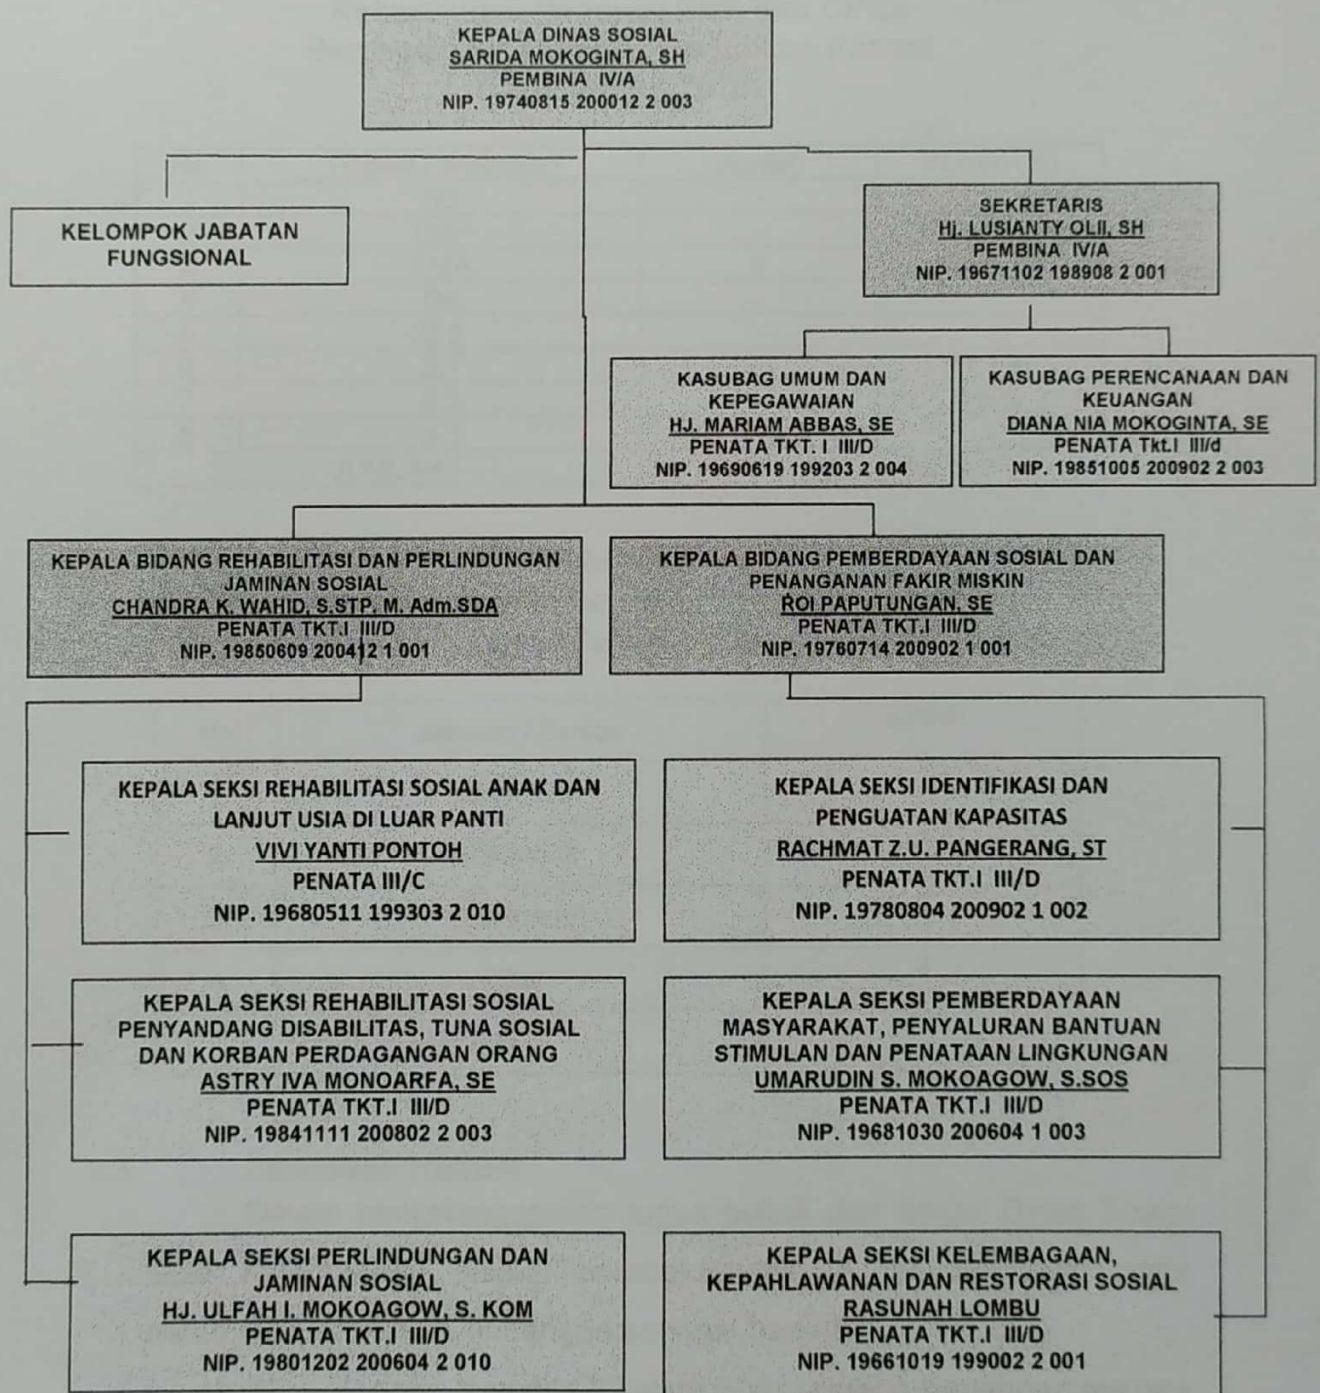 KEPALA DINAS SOSIAL
SARIDA MOKOGINTA, SH
PEMBINA IV/A
NIP. 19740815 200012 2 003
KELOMPOK JABATAN
FUNGSIONAL
SEKRETARIS
Hj. LUSIANTY OLII, SH
PEMBINA IV/A
NIP. 19671102 198908 2 001
KASUBAG UMUM DAN
KEPEGAWAIAN
HJ. MARIAM ABBAS, SE
PENATA TKT. I III/D
NIP. 19690619 199203 2 004
KASUBAG PERENCANAAN DAN
KEUANGAN
DIANA NIA MOKOGINTA, SE
PENATA Tkt.I III/d
NIP. 19851005 200902 2 003
KEPALA BIDANG REHABILITASI DAN PERLINDUNGAN
JAMINAN SOSIAL
CHANDRA K. WAHID, S.STP. M. Adm.SDA
PENATA TKT.I III/D
NIP. 19850609 200412 1 001
KEPALA BIDANG PEMBERDAYAAN SOSIAL DAN
PENANGANAN FAKIR MISKIN
ROI PAPUTUNGAN, SE
PENATA TKT.I III/D
NIP. 19760714 200902 1 001
KEPALA SEKSI REHABILITASI SOSIAL ANAK DAN
LANJUT USIA DI LUAR PANTI
VIVI YANTI PONTOH
PENATA III/C
NIP. 19680511 199303 2 010
KEPALA SEKSI IDENTIFIKASI DAN
PENGUATAN KAPASITAS
RACHMAT Z.U. PANGERANG, ST
PENATA TKT.I III/D
NIP. 19780804 200902 1 002
KEPALA SEKSI REHABILITASI SOSIAL
PENYANDANG DISABILITAS, TUNA SOSIAL
DAN KORBAN PERDAGANGAN ORANG
ASTRY IVA MONOARFA, SE
PENATA TKT.I III/D
NIP. 19841111 200802 2 003
KEPALA SEKSI PEMBERDAYAAN
MASYARAKAT, PENYALURAN BANTUAN
STIMULAN DAN PENATAAN LINGKUNGAN
UMARUDIN S. MOKOAGOW, S.SOS
PENATA TKT.I III/D
NIP. 19681030 200604 1 003
KEPALA SEKSI PERLINDUNGAN DAN
JAMINAN SOSIAL
HJ. ULFAH I. MOKOAGOW, S. KOM
PENATA TKT.I III/D
NIP. 19801202 200604 2 010
KEPALA SEKSI KELEMBAGAAN,
KEPAHLAWANAN DAN RESTORASI SOSIAL
RASUNAH LOMBU
PENATA TKT.I III/D
NIP. 19661019 199002 2 001